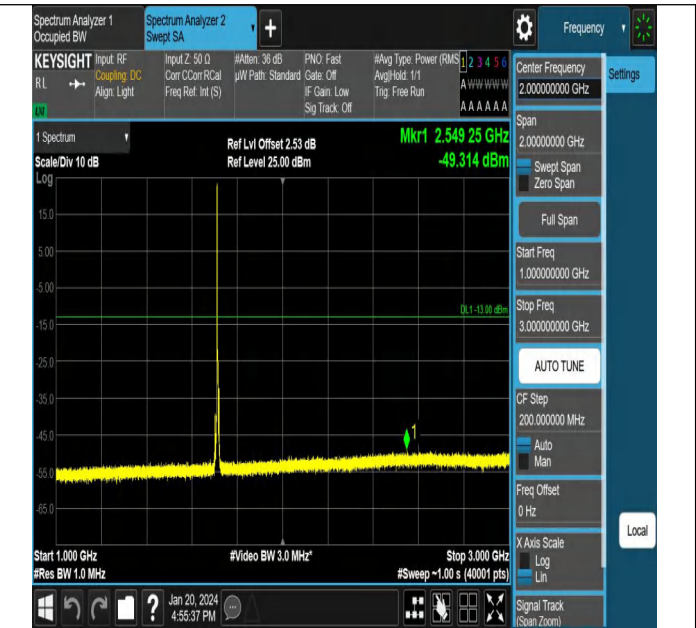 Spectrum Analyzer 1
Occupied BW
Spectrum Analyzer 2
Swept SA
+
Frequency
KEYSIGHT
RL
Input: RF
Coupling: DC
Align: Light
Input Z: 50 Ω
Corr CCorr RCal
Freq Ref: Int (S)
#Atten: 36 dB
µW Path: Standard
PNO: Fast
Gate: Off
IF Gain: Low
Sig Track: Off
#Avg Type: Power (RMS
Avg|Hold: 1/1
Trig: Free Run
1 2 3 4 5 6
A W W W W W
A A A A A A
Center Frequency
2.000000000 GHz
Settings
Span
2.00000000 GHz
Swept Span
Zero Span
Full Span
Start Freq
1.000000000 GHz
Stop Freq
3.000000000 GHz
AUTO TUNE
CF Step
200.000000 MHz
Auto
Man
Freq Offset
0 Hz
X Axis Scale
Log
Lin
Local
Signal Track
(Span Zoom)
1 Spectrum
Scale/Div 10 dB
Ref Lvl Offset 2.53 dB
Ref Level 25.00 dBm
Mkr1 2.549 25 GHz
-49.314 dBm
Log
15.0
5.00
-5.00
DL1 -13.00 dBm
-15.0
-25.0
-35.0
-45.0
1
-55.0
-65.0
Start 1.000 GHz
#Video BW 3.0 MHz*
Stop 3.000 GHz
#Res BW 1.0 MHz
#Sweep ~1.00 s (40001 pts)
?
Jan 20, 2024
4:55:37 PM